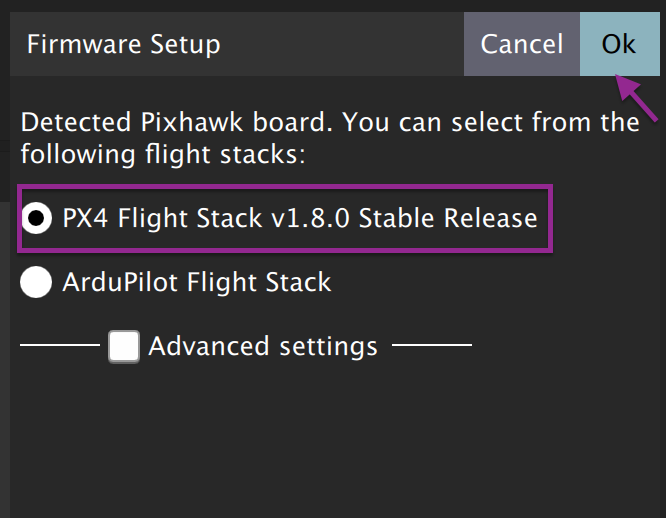 Firmware Setup
Cancel
Ok
Detected Pixhawk board. You can select from the
following flight stacks:
PX4 Flight Stack v1.8.0 Stable Release
ArduPilot Flight Stack
Advanced settings